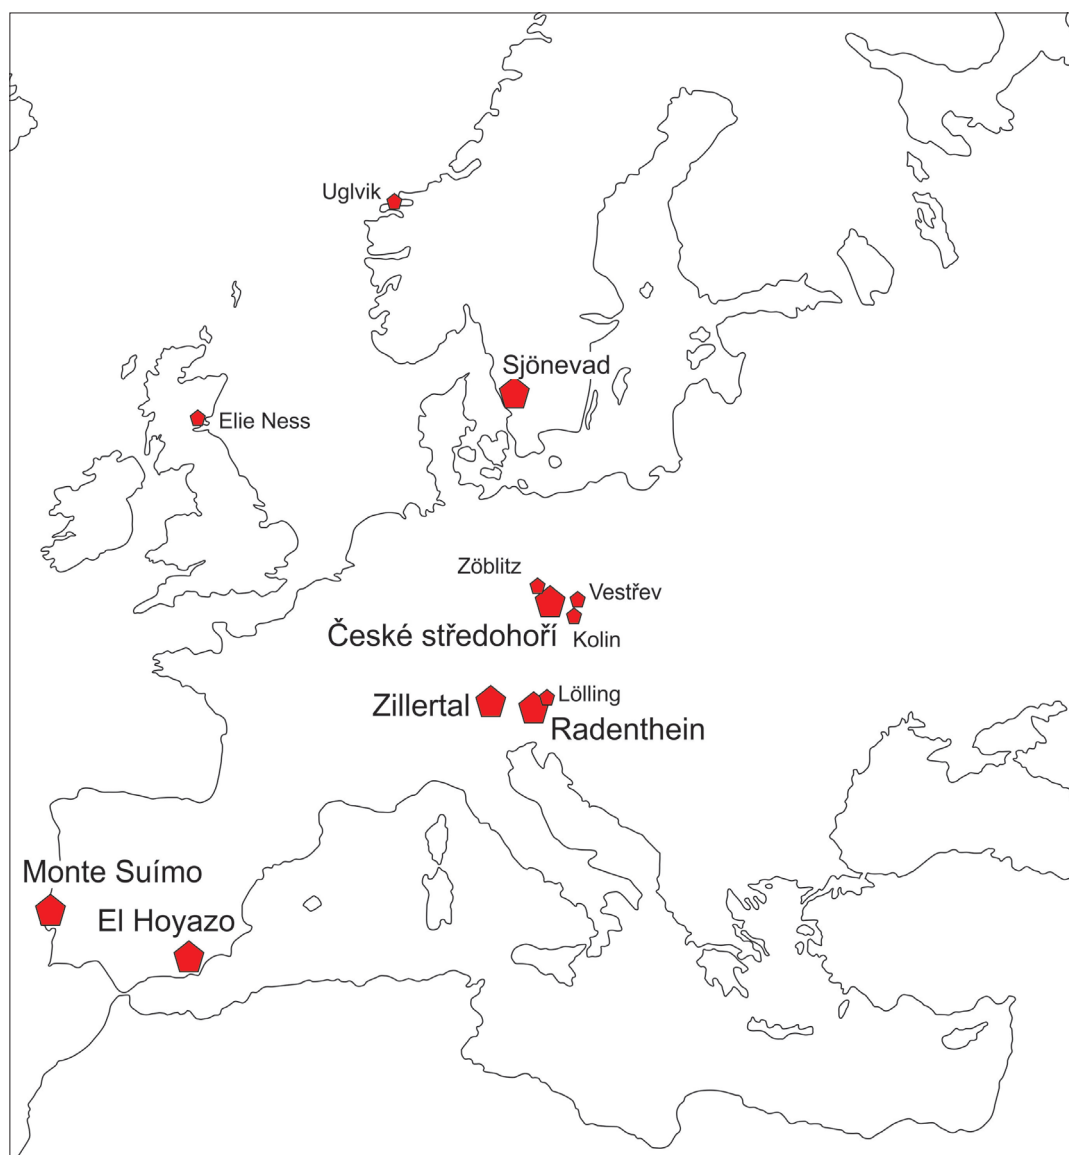 Uglvik
Sjönevad
Elie Ness
Zöblitz
Vestřev
České středohoří
Kolin
Lölling
Zillertal
Radenthein
Monte Suímo
El Hoyazo